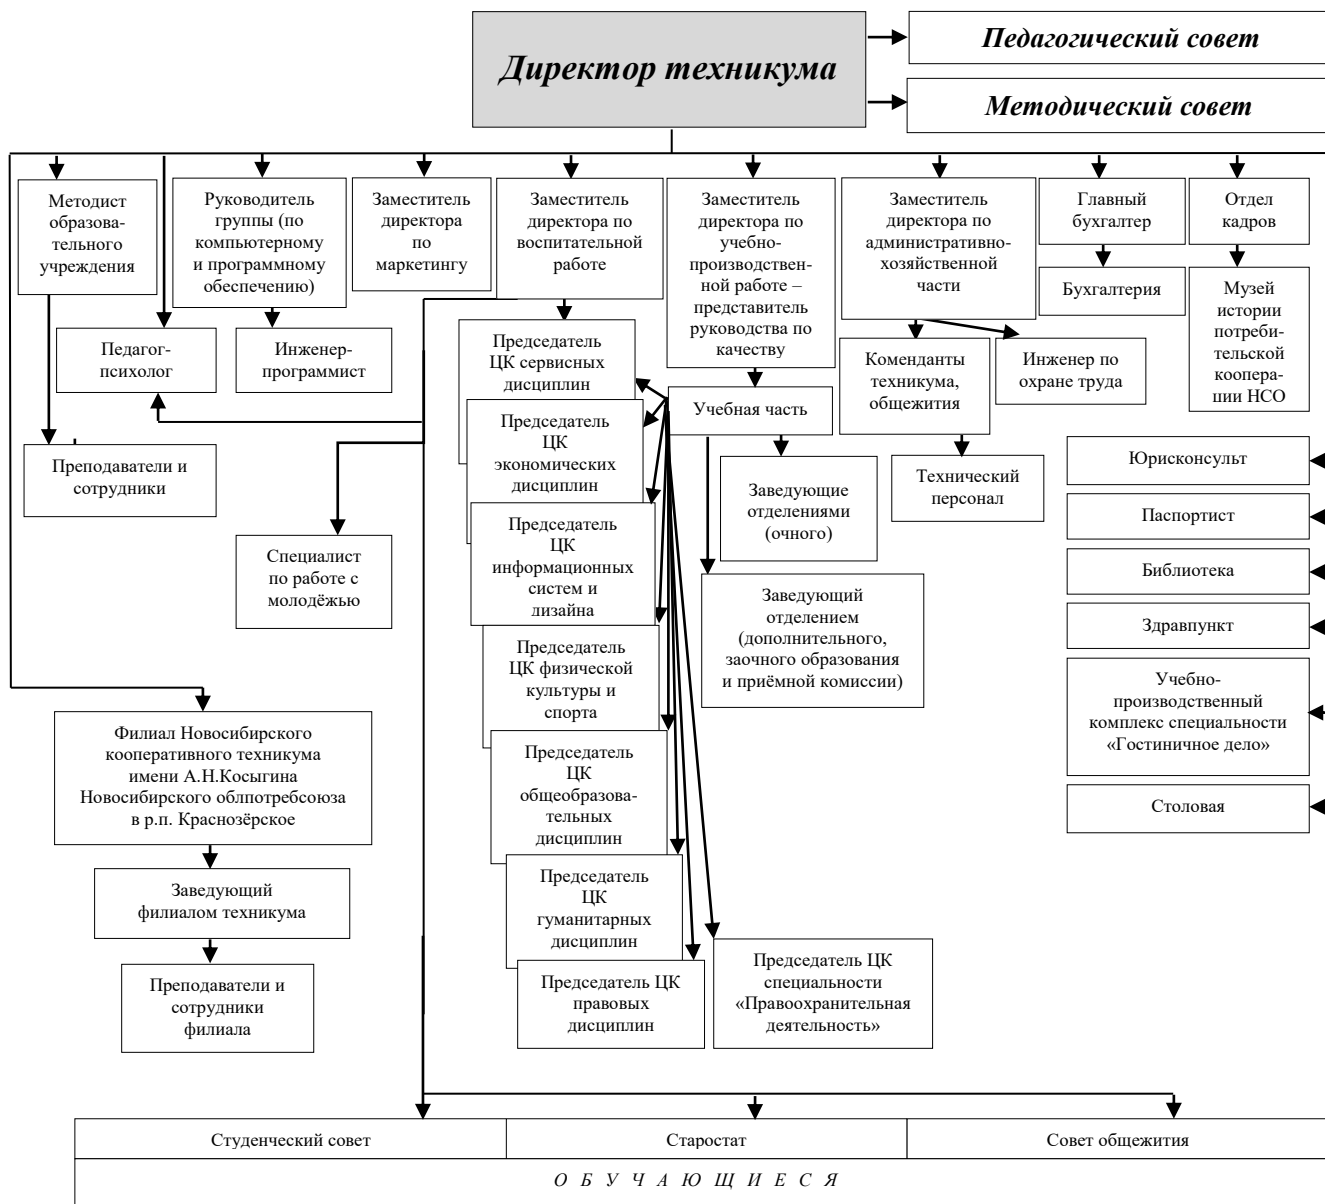 Директор техникума
Педагогический совет
Методический совет
Методист
образова-
тельного
учреждения
Руководитель
группы (по
компьютерному
и программному
обеспечению)
Заместитель
директора
по
маркетингу
Заместитель
директора по
воспитательной
работе
Заместитель
директора по
учебно-
производствен-
ной работе –
представитель
руководства по
качеству
Заместитель
директора по
административно-
хозяйственной
части
Главный
бухгалтер
Отдел
кадров
Бухгалтерия
Музей
истории
потреби-
тельской
коопера-
ции НСО
Педагог-
психолог
Инженер-
программист
Председатель
ЦК сервисных
дисциплин
Коменданты
техникума,
общежития
Инженер по
охране труда
Учебная часть
Председатель
ЦК
экономических
дисциплин
Преподаватели и
сотрудники
Заведующие
отделениями
(очного)
Технический
персонал
Юрисконсульт
Паспортист
Библиотека
Здравпункт
Учебно-
производственный
комплекс специальности
«Гостиничное дело»
Столовая
Специалист
по работе с
молодёжью
Председатель
ЦК
информационных
систем и
дизайна
Заведующий
отделением
(дополнительного,
заочного образования
и приёмной комиссии)
Председатель
ЦК физической
культуры и
спорта
Филиал Новосибирского
кооперативного техникума
имени А.Н.Косыгина
Новосибирского облпотребсоюза
в р.п. Краснозёрское
Председатель
ЦК
общеобразова-
тельных
дисциплин
Заведующий
филиалом техникума
Председатель
ЦК
гуманитарных
дисциплин
Преподаватели и
сотрудники
филиала
Председатель ЦК
правовых
дисциплин
Председатель ЦК
специальности
«Правоохранительная
деятельность»
Студенческий совет
Старостат
Совет общежития
О Б У Ч А Ю Щ И Е С Я